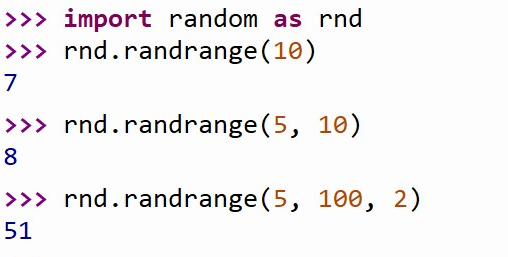 >>> import random as rnd
>>> rnd.randrange(10)
7
>>> rnd.randrange(5, 10)
8
>>> rnd.randrange(5, 100, 2)
51